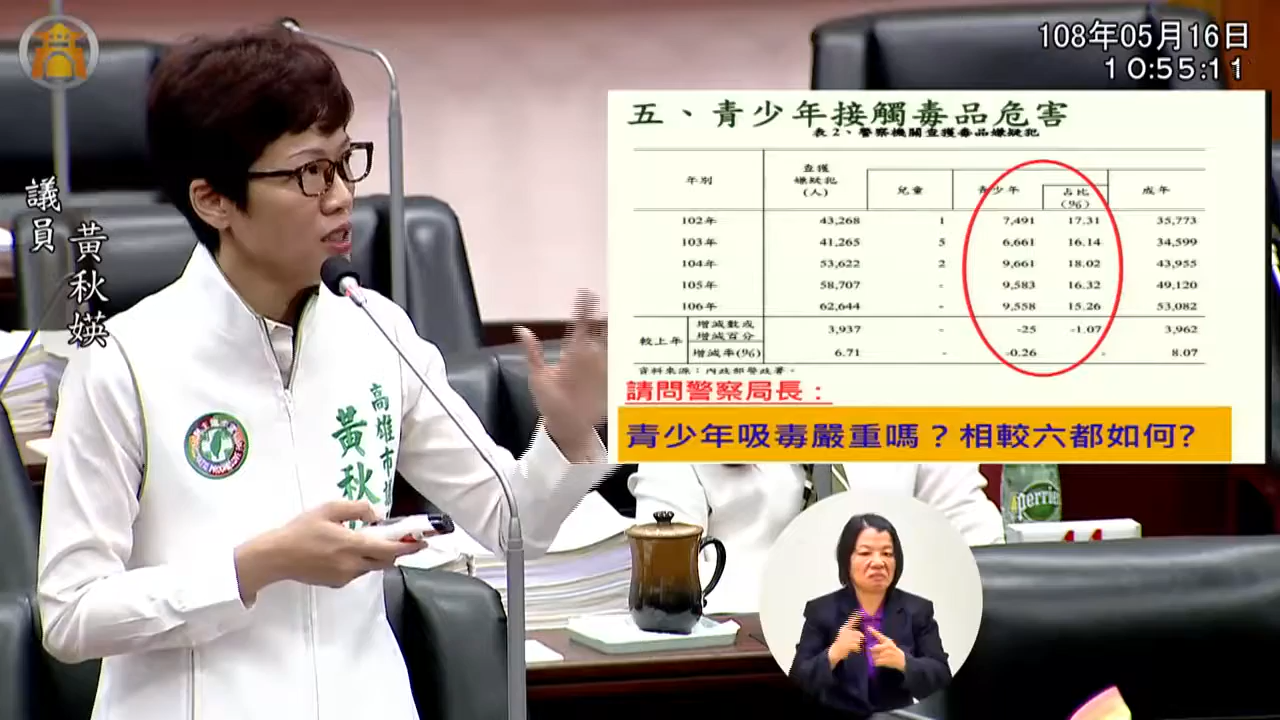 108年05月16日
10:55:11
議員
黃秋媖
高雄市議
黃秋
五、青少年接觸毒品危害
表 2、警察機關查獲毒品嫌疑犯
年別 查獲嫌疑犯(人) 兒童 青少年 占比(%) 成年
102年 43,268 1 7,491 17.31 35,773
103年 41,265 5 6,661 16.14 34,599
104年 53,622 2 9,661 18.02 43,955
105年 58,707 - 9,583 16.32 49,120
106年 62,644 - 9,558 15.26 53,082
較上年 增減數或增減百分 3,937 - -25 -1.07 3,962
增減率(%) 6.71 - -0.26 - 8.07
資料來源：內政部警政署。
請問警察局長：
青少年吸毒嚴重嗎？相較六都如何?
perrier